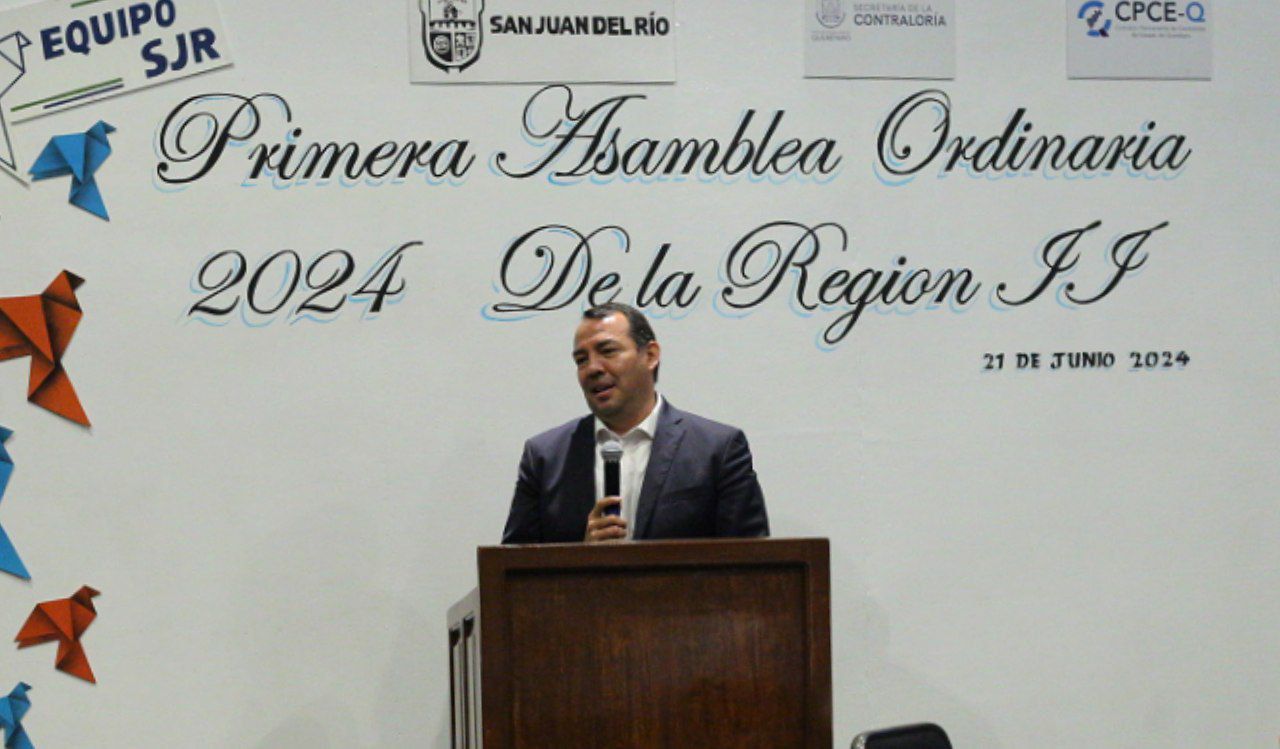 EQUIPO
SJR
SAN JUAN DEL RÍO
SECRETARÍA DE LA
CONTRALORÍA
QUERÉTARO
CPCE-Q
Primera Asamblea Ordinaria
2024 De la Region II
21 DE JUNIO 2024